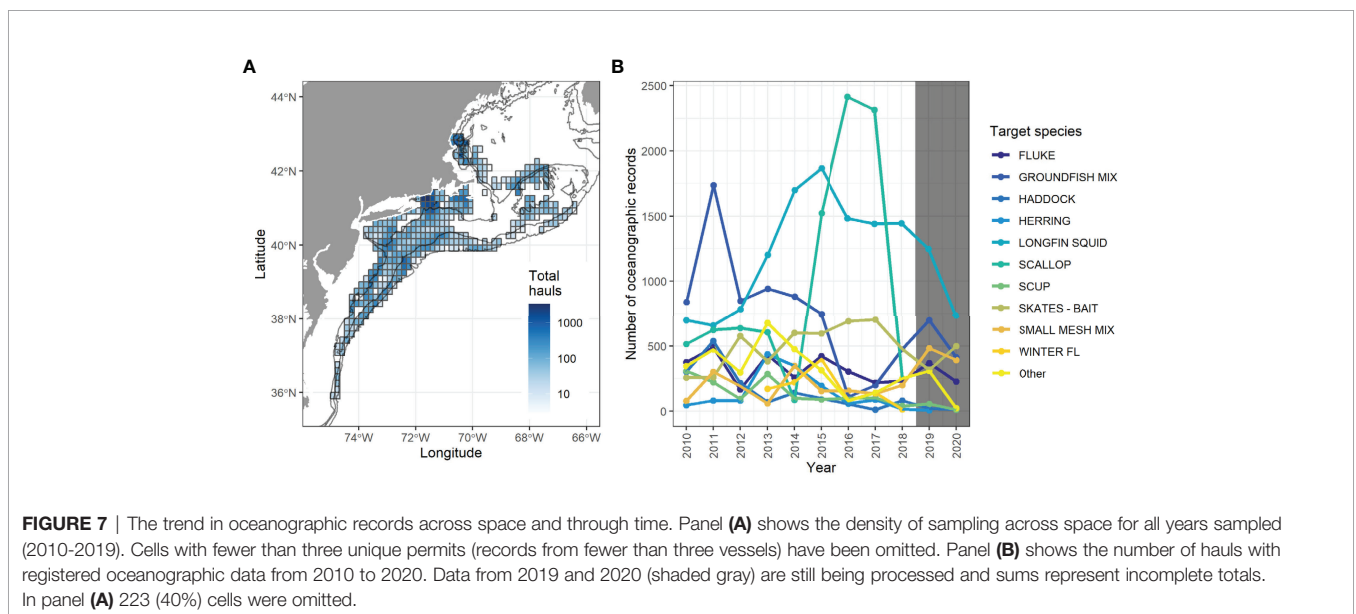 A
44°N
42°N
40°N
38°N
36°N
Latitude
74°W
72°W
70°W
68°W
66°W
Longitude
Total
hauls
1000
100
10
B
2500
2000
1500
1000
500
0
Number of oceanographic records
2010
2011
2012
2013
2014
2015
2016
2017
2018
2019
2020
Year
Target species
FLUKE
GROUNDFISH MIX
HADDOCK
HERRING
LONGFIN SQUID
SCALLOP
SCUP
SKATES - BAIT
SMALL MESH MIX
WINTER FL
Other
FIGURE 7 | The trend in oceanographic records across space and through time. Panel (A) shows the density of sampling across space for all years sampled
(2010-2019). Cells with fewer than three unique permits (records from fewer than three vessels) have been omitted. Panel (B) shows the number of hauls with
registered oceanographic data from 2010 to 2020. Data from 2019 and 2020 (shaded gray) are still being processed and sums represent incomplete totals.
In panel (A) 223 (40%) cells were omitted.